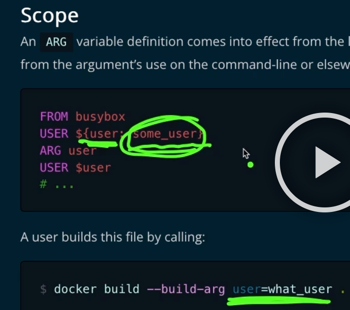 Scope
An ARG variable definition comes into effect from the
from the argument's use on the command-line or elsew
FROM busybox
USER ${user: some_user}
ARG user
USER $user
# ...
A user builds this file by calling:
$ docker build --build-arg user=what_user .